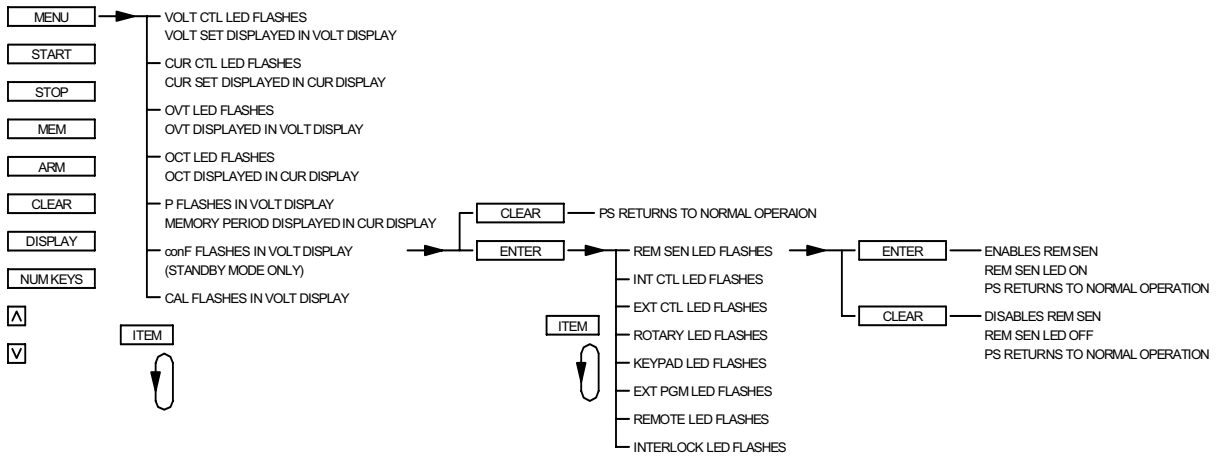 MENU
START
STOP
MEM
ARM
CLEAR
DISPLAY
NUM KEYS
VOLT CTL LED FLASHES
VOLT SET DISPLAYED IN VOLT DISPLAY
CUR CTL LED FLASHES
CUR SET DISPLAYED IN CUR DISPLAY
OVT LED FLASHES
OVT DISPLAYED IN VOLT DISPLAY
OCT LED FLASHES
OCT DISPLAYED IN CUR DISPLAY
P FLASHES IN VOLT DISPLAY
MEMORY PERIOD DISPLAYED IN CUR DISPLAY
conF FLASHES IN VOLT DISPLAY
(STANDBY MODE ONLY)
CAL FLASHES IN VOLT DISPLAY
ITEM
CLEAR
PS RETURNS TO NORMAL OPERAION
ENTER
REM SEN LED FLASHES
INT CTL LED FLASHES
EXT CTL LED FLASHES
ROTARY LED FLASHES
KEYPAD LED FLASHES
EXT PGM LED FLASHES
REMOTE LED FLASHES
INTERLOCK LED FLASHES
ITEM
ENTER
ENABLES REM SEN
REM SEN LED ON
PS RETURNS TO NORMAL OPERATION
CLEAR
DISABLES REM SEN
REM SEN LED OFF
PS RETURNS TO NORMAL OPERATION